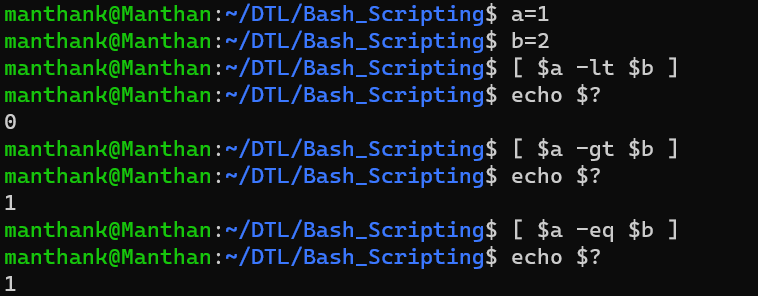 manthank@Manthan:~/DTL/Bash_Scripting$ a=1
manthank@Manthan:~/DTL/Bash_Scripting$ b=2
manthank@Manthan:~/DTL/Bash_Scripting$ [ $a -lt $b ]
manthank@Manthan:~/DTL/Bash_Scripting$ echo $?
0
manthank@Manthan:~/DTL/Bash_Scripting$ [ $a -gt $b ]
manthank@Manthan:~/DTL/Bash_Scripting$ echo $?
1
manthank@Manthan:~/DTL/Bash_Scripting$ [ $a -eq $b ]
manthank@Manthan:~/DTL/Bash_Scripting$ echo $?
1